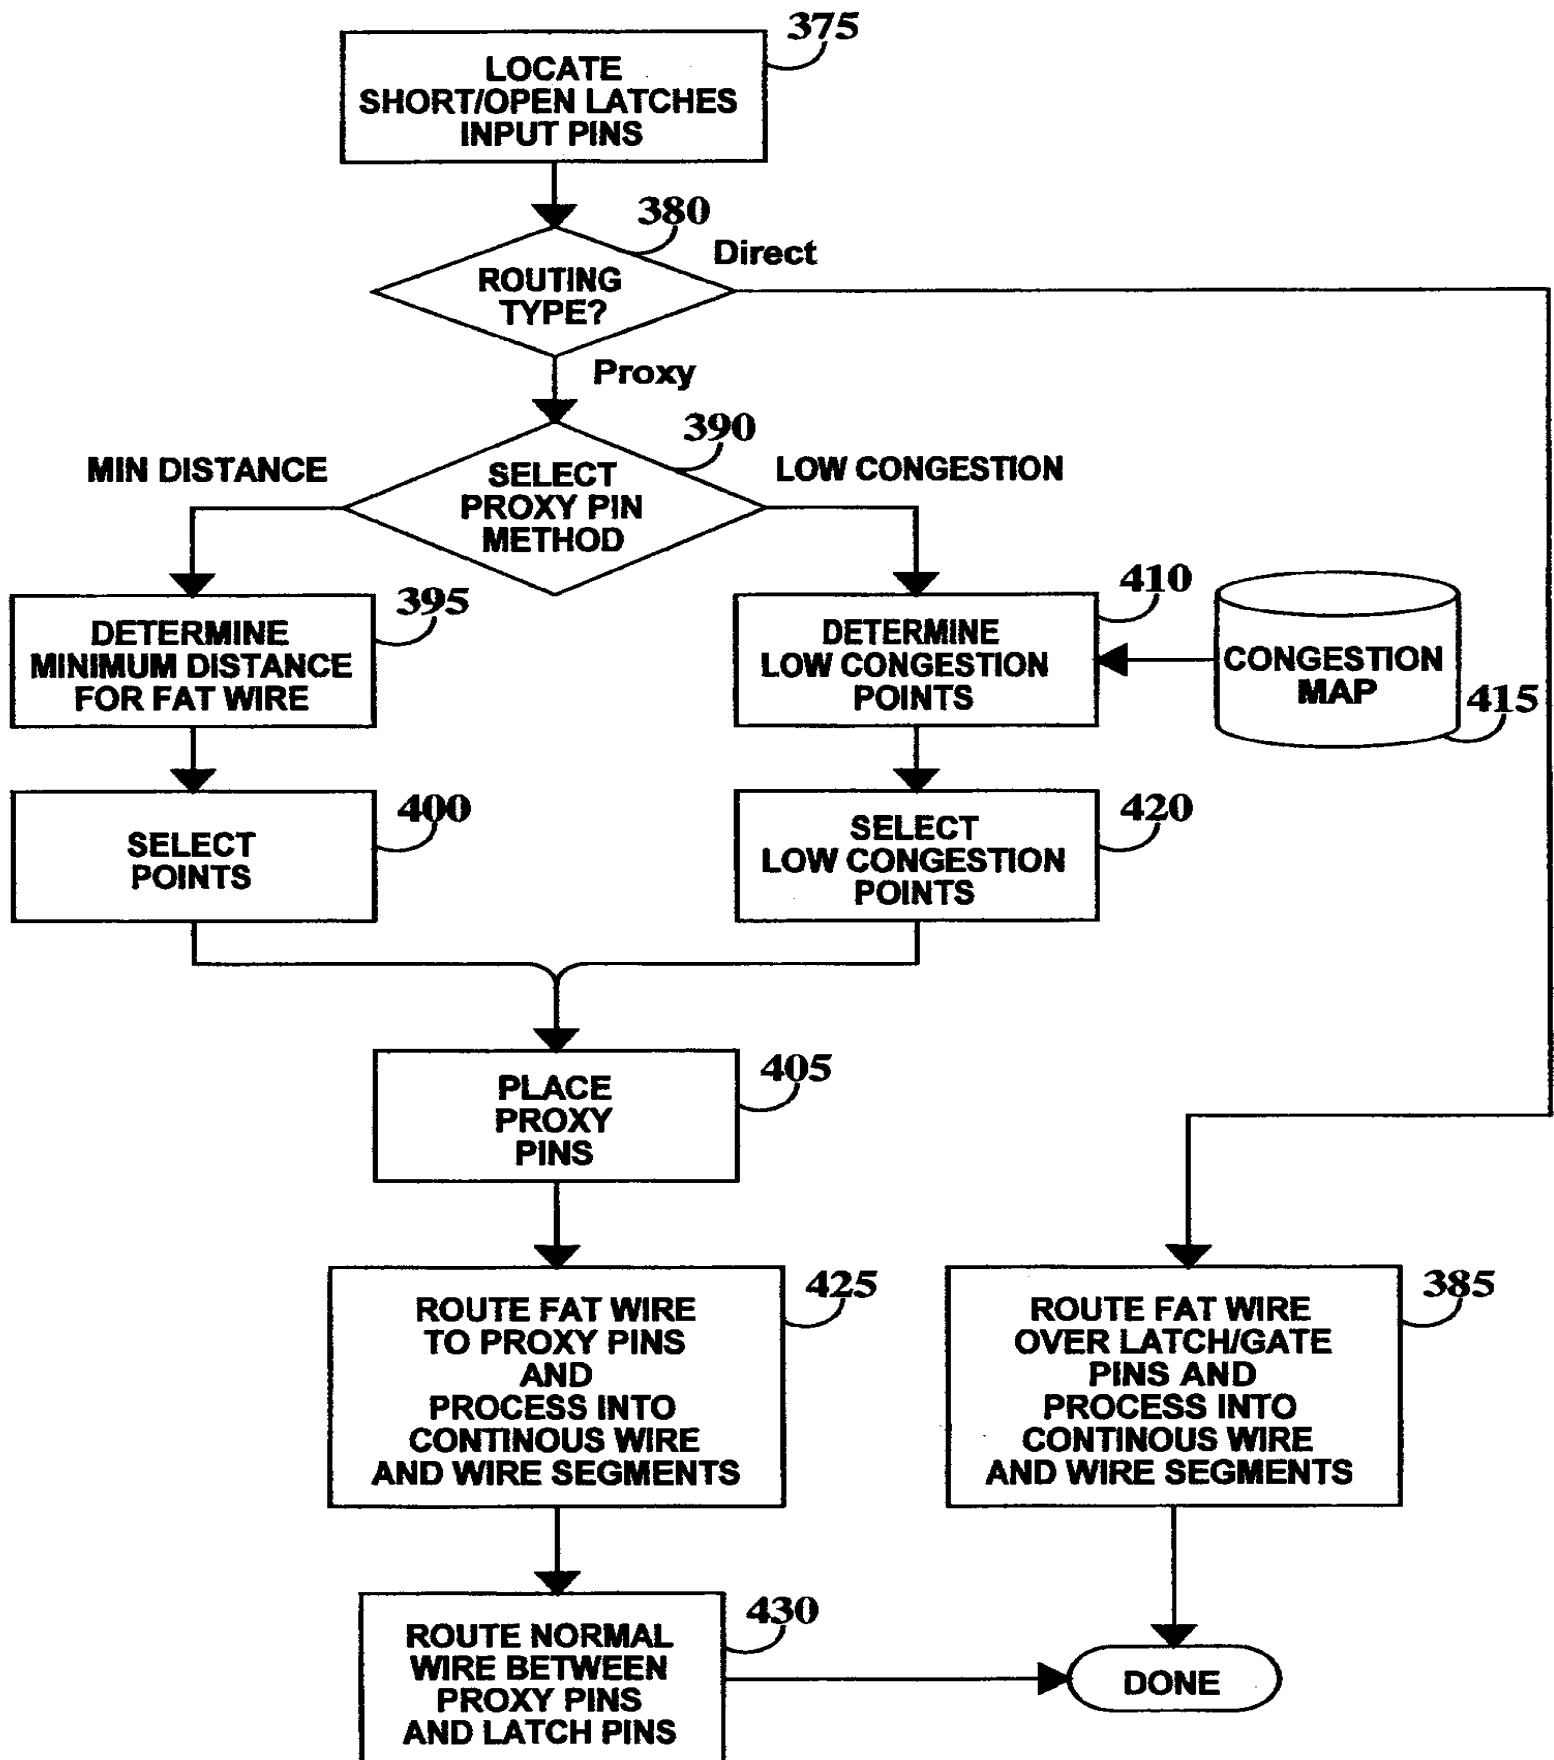 375
LOCATE
SHORT/OPEN LATCHES
INPUT PINS
380
Direct
ROUTING
TYPE?
Proxy
390
MIN DISTANCE
SELECT
PROXY PIN
METHOD
LOW CONGESTION
395
DETERMINE
MINIMUM DISTANCE
FOR FAT WIRE
410
DETERMINE
LOW CONGESTION
POINTS
CONGESTION
MAP
415
400
SELECT
POINTS
420
SELECT
LOW CONGESTION
POINTS
405
PLACE
PROXY
PINS
425
ROUTE FAT WIRE
TO PROXY PINS
AND
PROCESS INTO
CONTINOUS WIRE
AND WIRE SEGMENTS
385
ROUTE FAT WIRE
OVER LATCH/GATE
PINS AND
PROCESS INTO
CONTINOUS WIRE
AND WIRE SEGMENTS
430
ROUTE NORMAL
WIRE BETWEEN
PROXY PINS
AND LATCH PINS
DONE